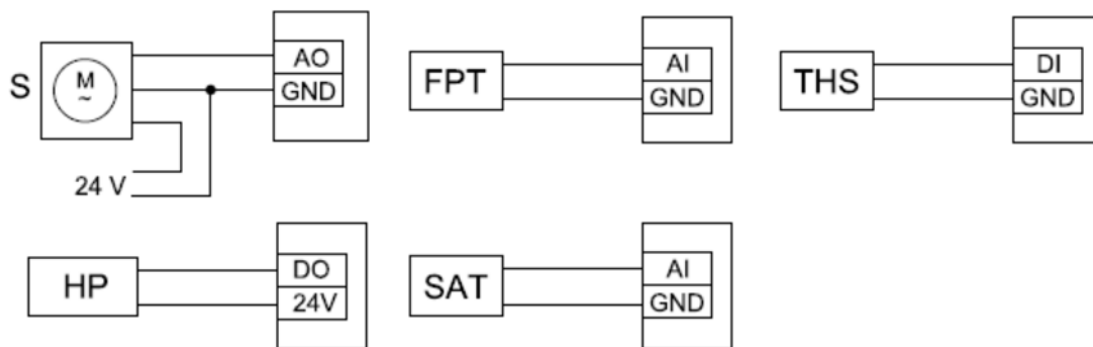 S
M
~
24 V
AO
GND
FPT
AI
GND
THS
DI
GND
HP
DO
24V
SAT
AI
GND